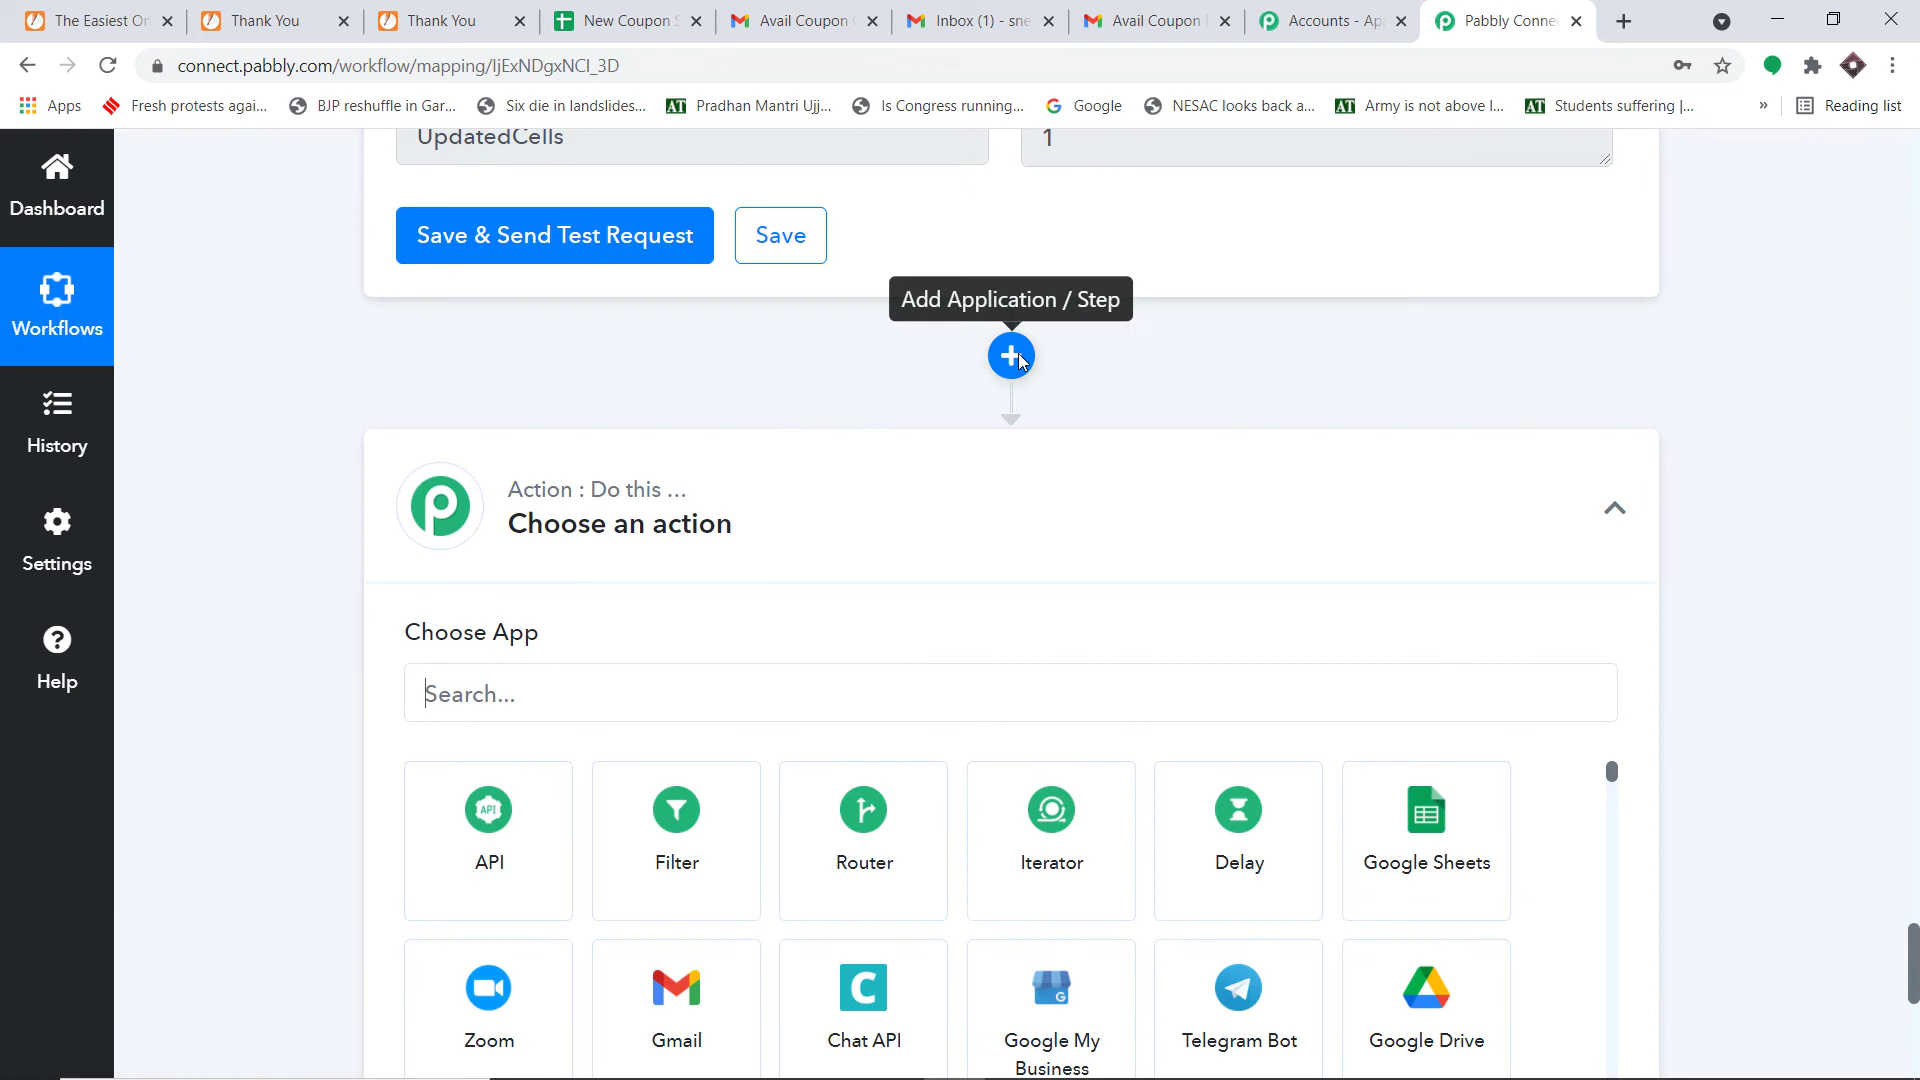 The Easiest On
Thank You
Thank You
New Coupon S
Avail Coupon
Inbox (1) - sne
Avail Coupon
Accounts - Ap
Pabbly Conne
connect.pabbly.com/workflow/mapping/IjExNDgxNCI_3D
Apps
Fresh protests agai...
BJP reshuffle in Gar...
Six die in landslides...
AT
Pradhan Mantri Ujj...
Is Congress running...
Google
NESAC looks back a...
AT
Army is not above l...
AT
Students suffering |...
»
Reading list
Dashboard
Workflows
History
Settings
Help
UpdatedCells
1
Save & Send Test Request
Save
Add Application / Step
Action : Do this ...
Choose an action
Choose App
Search...
API
API
Filter
Router
Iterator
Delay
Google Sheets
Zoom
Gmail
C
Chat API
G
Google My
Business
Telegram Bot
Google Drive